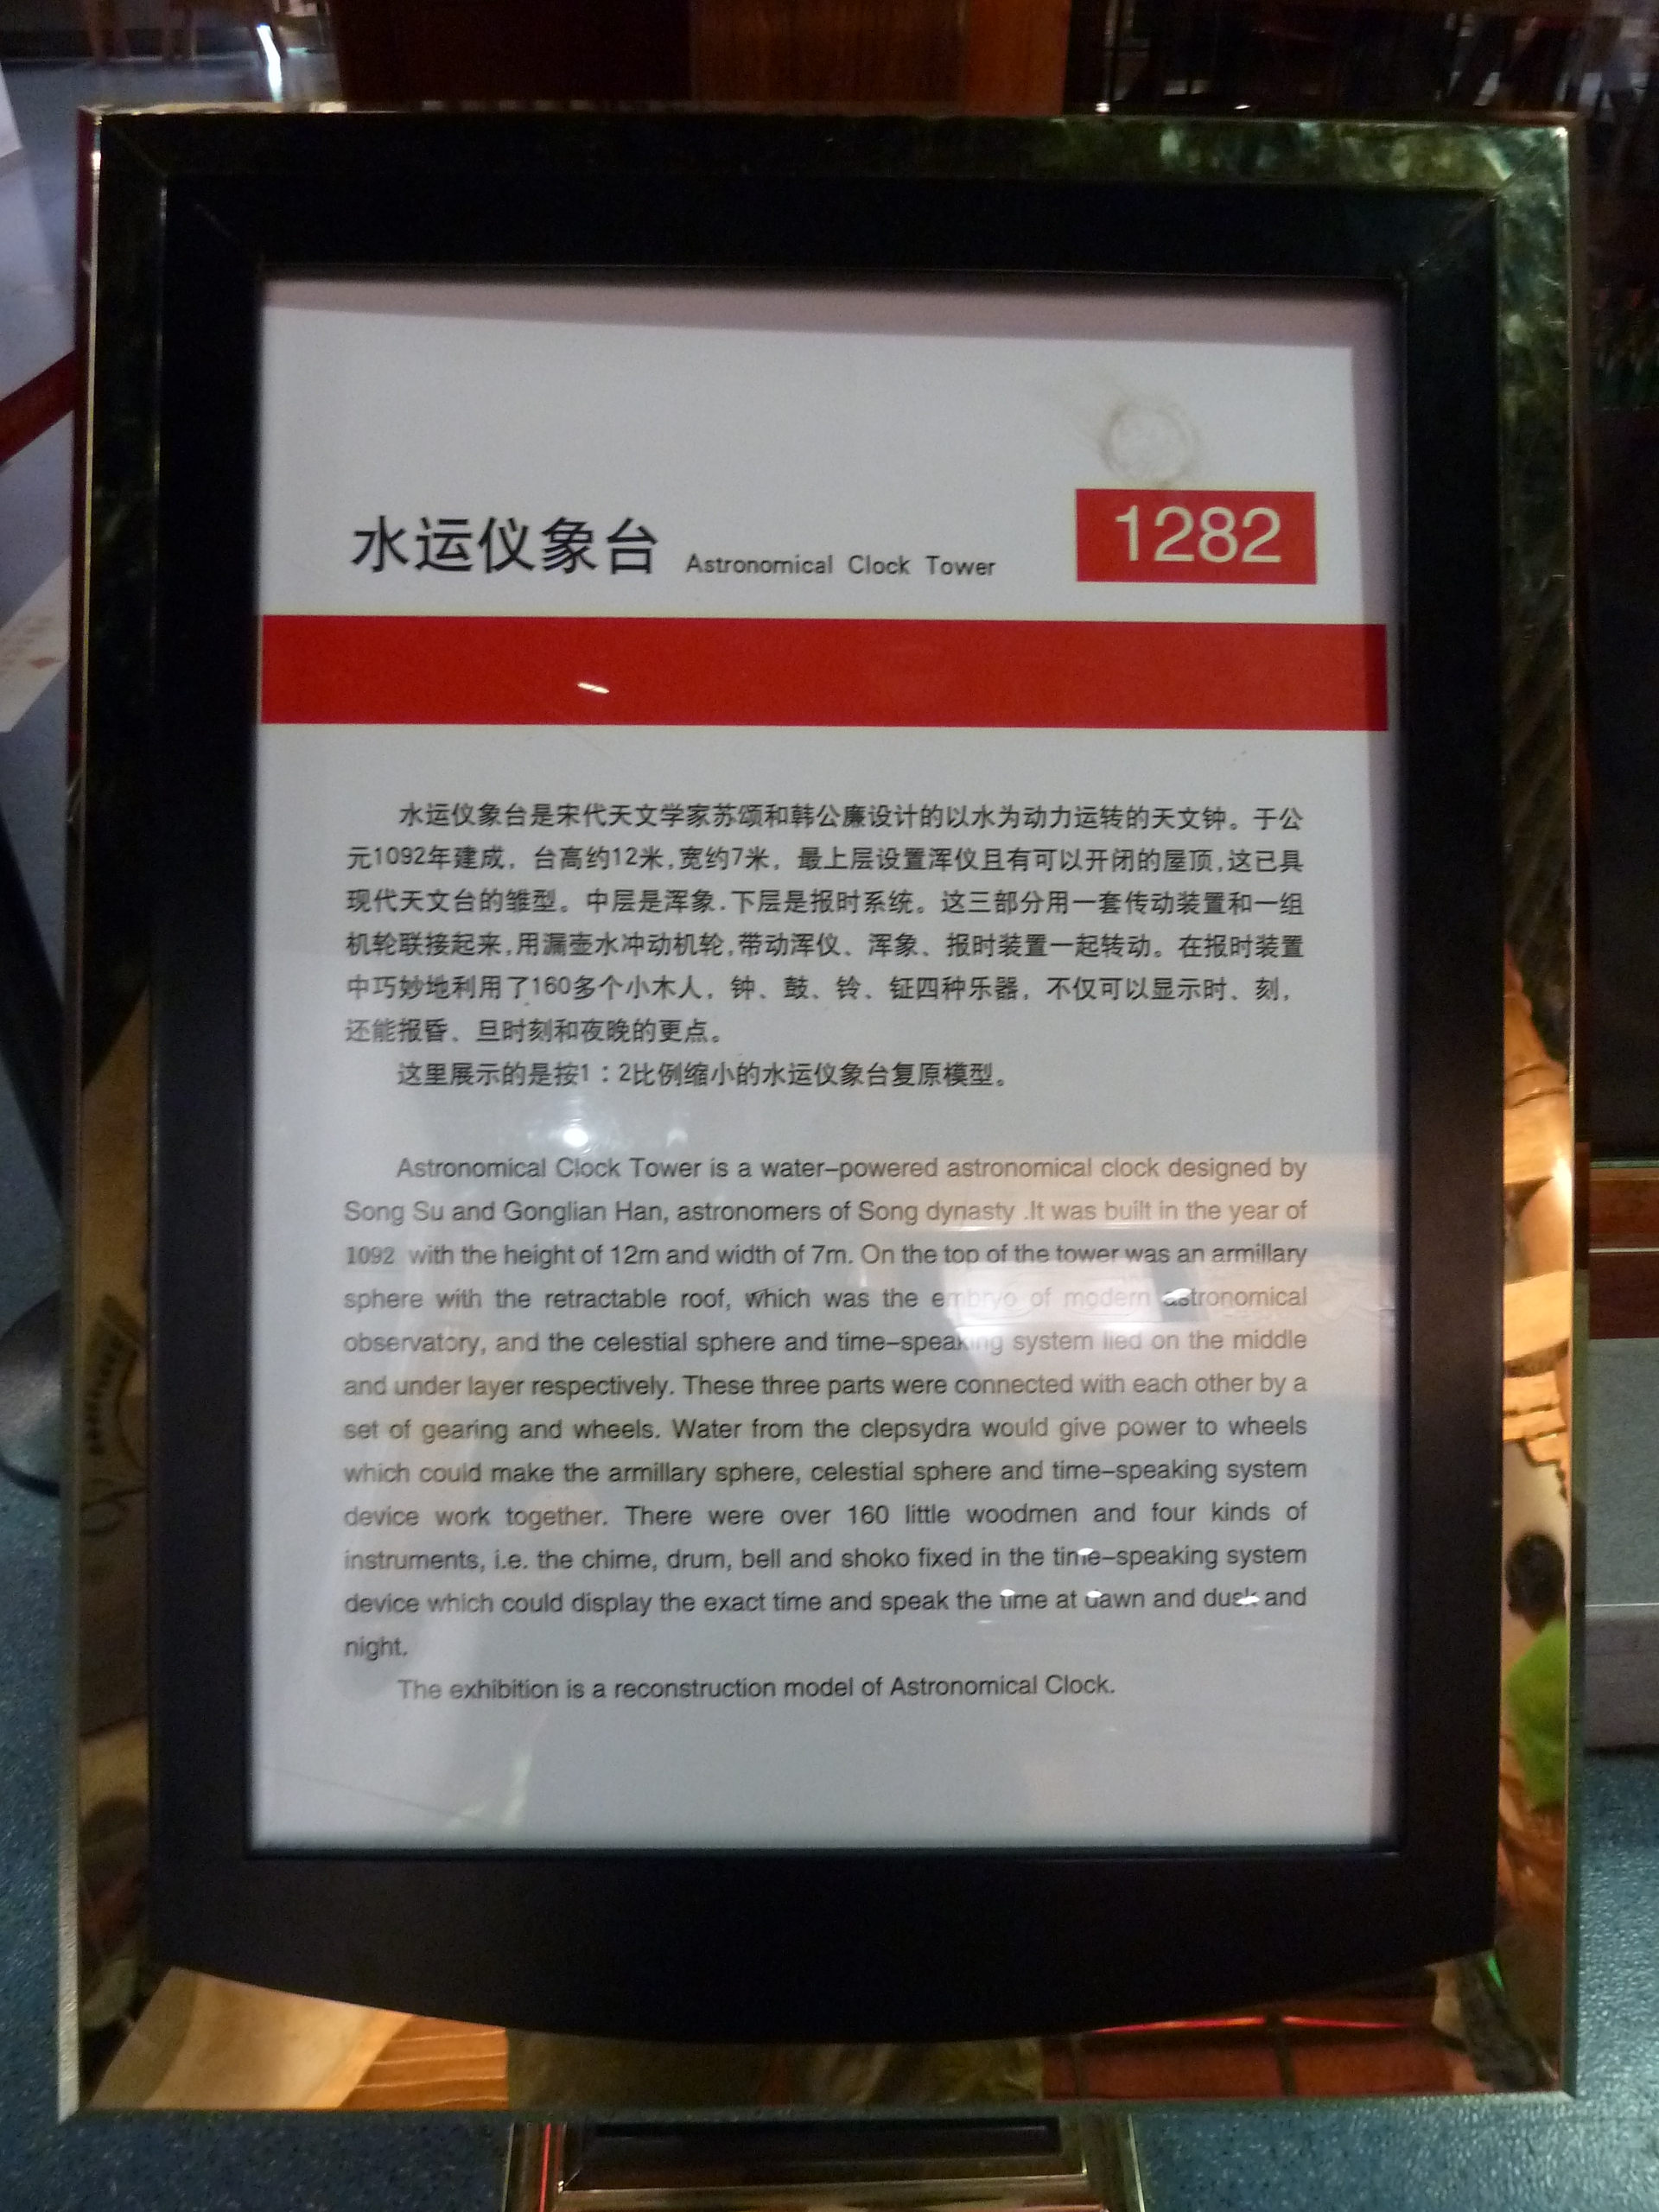 水运仪象台 Astronomical Clock Tower 1282
水运仪象台是宋代天文学家苏颂和韩公廉设计的以水为动力运转的天文钟。于公
元1092年建成，台高约12米,宽约7米，最上层设置浑仪且有可以开闭的屋顶,这已具
现代天文台的雏型。中层是浑象.下层是报时系统。这三部分用一套传动装置和一组
机轮联接起来,用漏壶水冲动机轮,带动浑仪、浑象、报时装置一起转动。在报时装置
中巧妙地利用了160多个小木人，钟、鼓、铃、钲四种乐器，不仅可以显示时、刻，
还能报昏、旦时刻和夜晚的更点。
这里展示的是按1：2比例缩小的水运仪象台复原模型。
Astronomical Clock Tower is a water-powered astronomical clock designed by
Song Su and Gonglian Han, astronomers of Song dynasty .It was built in the year of
1092 with the height of 12m and width of 7m. On the top of the tower was an armillary
sphere with the retractable roof, which was the embryo of modern astronomical
observatory, and the celestial sphere and time-speaking system lied on the middle
and under layer respectively. These three parts were connected with each other by a
set of gearing and wheels. Water from the clepsydra would give power to wheels
which could make the armillary sphere, celestial sphere and time-speaking system
device work together. There were over 160 little woodmen and four kinds of
instruments, i.e. the chime, drum, bell and shoko fixed in the time-speaking system
device which could display the exact time and speak the time at dawn and dusk and
night.
The exhibition is a reconstruction model of Astronomical Clock.